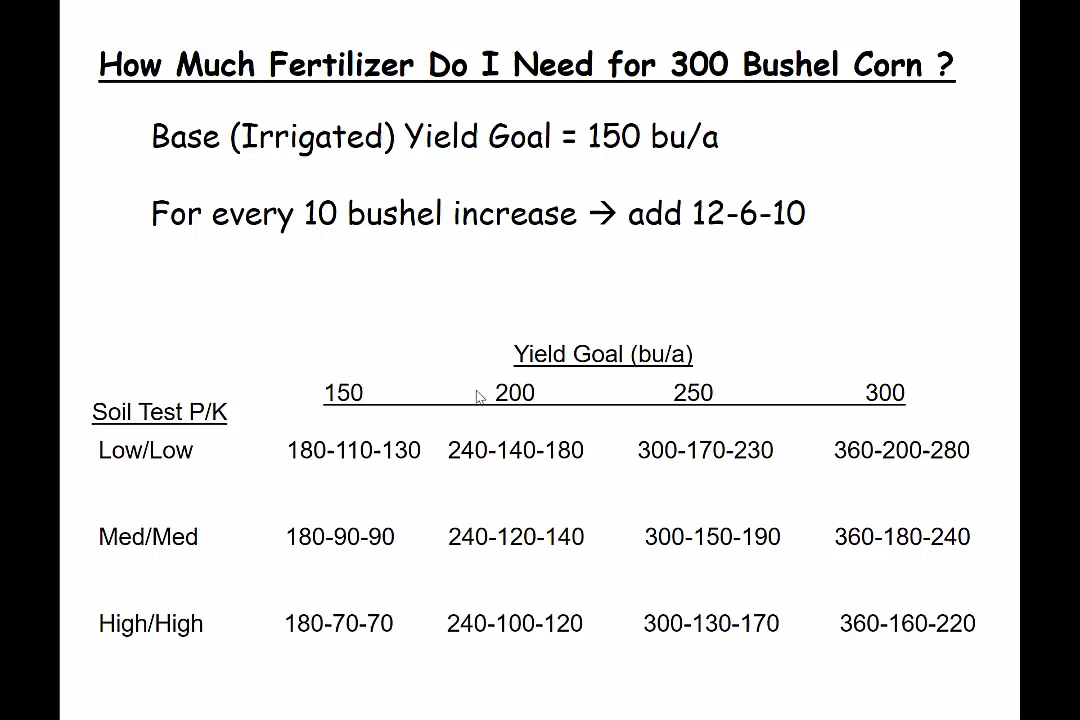 How Much Fertilizer Do I Need for 300 Bushel Corn ?
Base (Irrigated) Yield Goal = 150 bu/a
For every 10 bushel increase → add 12-6-10
Yield Goal (bu/a)
150 200 250 300
Soil Test P/K
Low/Low 180-110-130 240-140-180 300-170-230 360-200-280
Med/Med 180-90-90 240-120-140 300-150-190 360-180-240
High/High 180-70-70 240-100-120 300-130-170 360-160-220